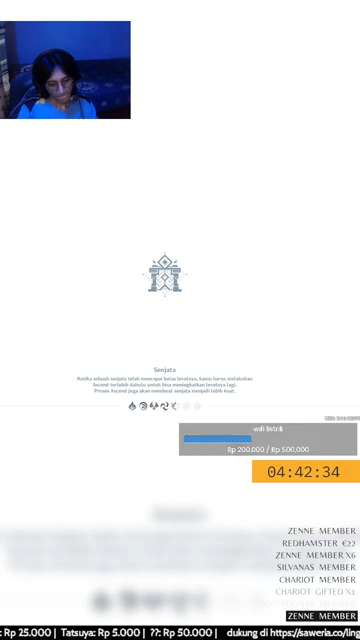 Senjata
Ketika sebuah senjata telah mencapai batas levelnya, kamu harus melakukan
Ascend terlebih dahulu untuk bisa meningkatkan levelnya lagi.
Proses Ascend juga akan membuat senjata menjadi lebih kuat.
wdi listrik
Rp 200,000 / Rp 500,000
04:42:34
ZENNE MEMBER
REDHAMSTER €22
ZENNE MEMBER X6
SILVANAS MEMBER
CHARIOT MEMBER
CHARIOT GIFTED X1
ZENNE MEMBER
: Rp 25.000 | Tatsuya: Rp 5.000 | ??: Rp 50.000 | dukung di https://saweria.co/lin